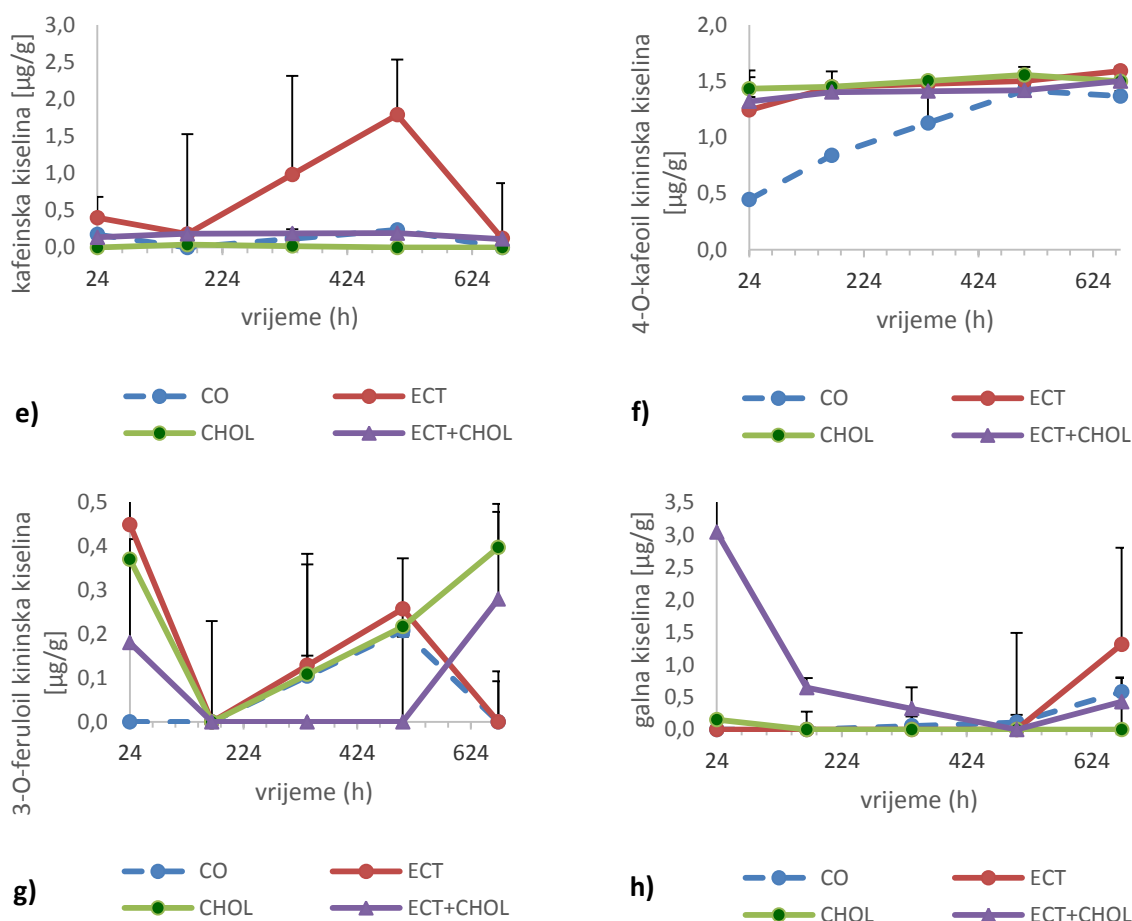 kafeinska kiselina [µg/g]
3,0
2,5
2,0
1,5
1,0
0,5
0,0
24 224 424 624
vrijeme (h)
CO ECT
CHOL ECT+CHOL
e)
4-O-kafeoil kininska kiselina
[µg/g]
2,0
1,5
1,0
0,5
0,0
24 224 424 624
vrijeme (h)
CO ECT
CHOL ECT+CHOL
f)
3-O-feruloil kininska kiselina
[µg/g]
0,5
0,4
0,3
0,2
0,1
0,0
24 224 424 624
vrijeme (h)
CO ECT
CHOL ECT+CHOL
g)
galna kiselina [µg/g]
3,5
3,0
2,5
2,0
1,5
1,0
0,5
0,0
24 224 424 624
vrijeme (h)
CO ECT
CHOL ECT+CHOL
h)